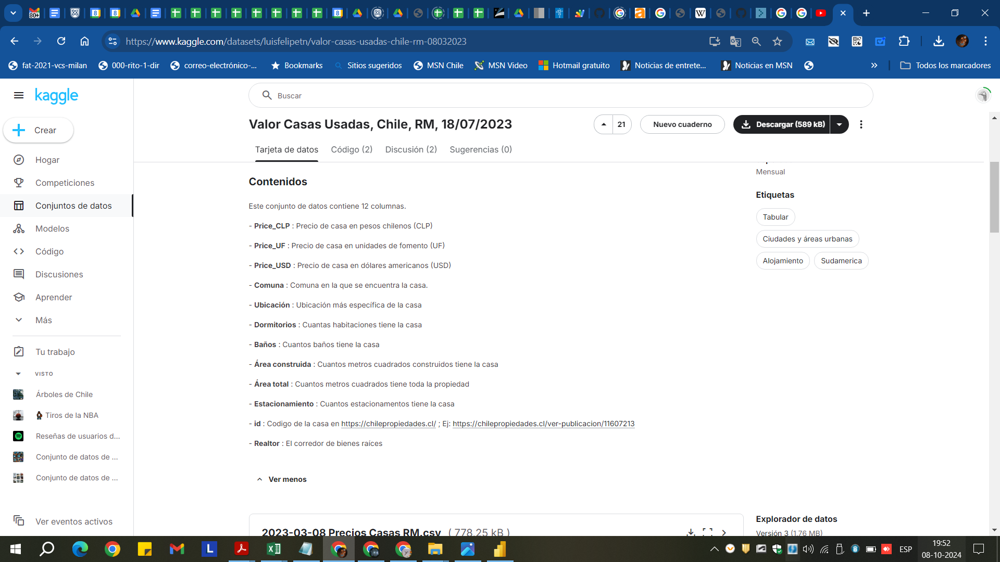 80+
https://www.kaggle.com/datasets/luisfelipetn/valor-casas-usadas-chile-rm-08032023
fat-2021-vcs-milan
000-rito-1-dir
correo-electrónico-...
Bookmarks
Sitios sugeridos
MSN Chile
MSN Video
Hotmail gratuito
Noticias de entrete...
Noticias en MSN
Todos los marcadores
kaggle
Buscar
Crear
Valor Casas Usadas, Chile, RM, 18/07/2023
21
Nuevo cuaderno
Descargar (589 kB)
Tarjeta de datos
Código (2)
Discusión (2)
Sugerencias (0)
Hogar
Competiciones
Conjuntos de datos
Modelos
Código
Discusiones
Aprender
Más
Tu trabajo
VISTO
Árboles de Chile
Tiros de la NBA
Reseñas de usuarios d...
Conjunto de datos de ...
Conjunto de datos de ...
Ver eventos activos
Contenidos
Este conjunto de datos contiene 12 columnas.
- Price_CLP : Precio de casa en pesos chilenos (CLP)
- Price_UF : Precio de casa en unidades de fomento (UF)
- Price_USD : Precio de casa en dólares americanos (USD)
- Comuna : Comuna en la que se encuentra la casa.
- Ubicación : Ubicación más específica de la casa
- Dormitorios : Cuantas habitaciones tiene la casa
- Baños : Cuantos baños tiene la casa
- Área construida : Cuantos metros cuadrados construidos tiene la casa
- Área total : Cuantos metros cuadrados tiene toda la propiedad
- Estacionamiento : Cuantos estacionamentos tiene la casa
- id : Codigo de la casa en https://chilepropiedades.cl/ ; Ej: https://chilepropiedades.cl/ver-publicacion/11607213
- Realtor : El corredor de bienes raíces
Ver menos
2023-03-08 Precios Casas RM.csv ( 778.25 kB )
Mensual
Etiquetas
Tabular
Ciudades y áreas urbanas
Alojamiento
Sudamerica
Explorador de datos
Versión 3 (1.76 MB)
ESP
19:52
08-10-2024